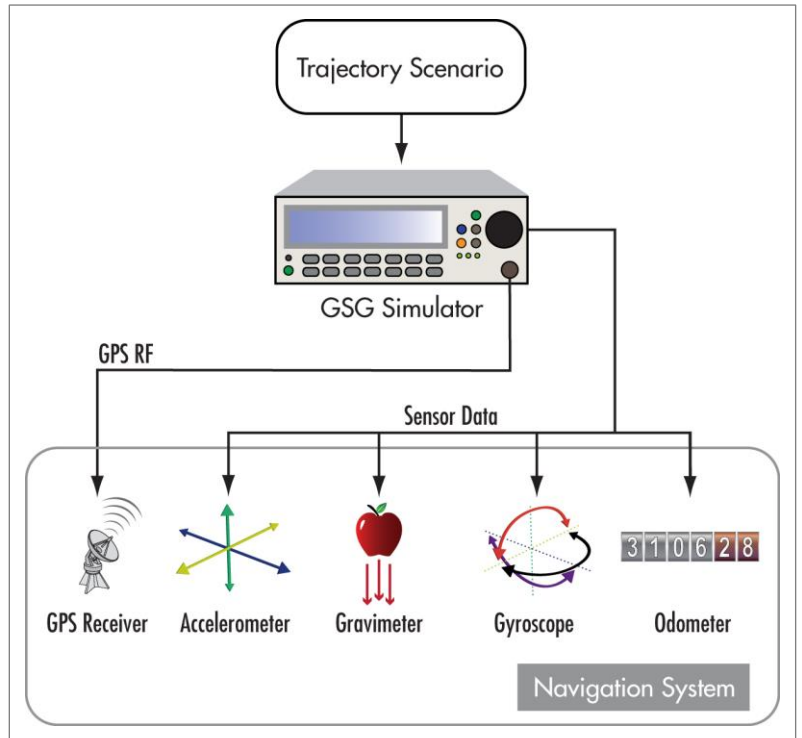 Trajectory Scenario
GSG Simulator
GPS RF
Sensor Data
310628
GPS Receiver
Accelerometer
Gravimeter
Gyroscope
Odometer
Navigation System